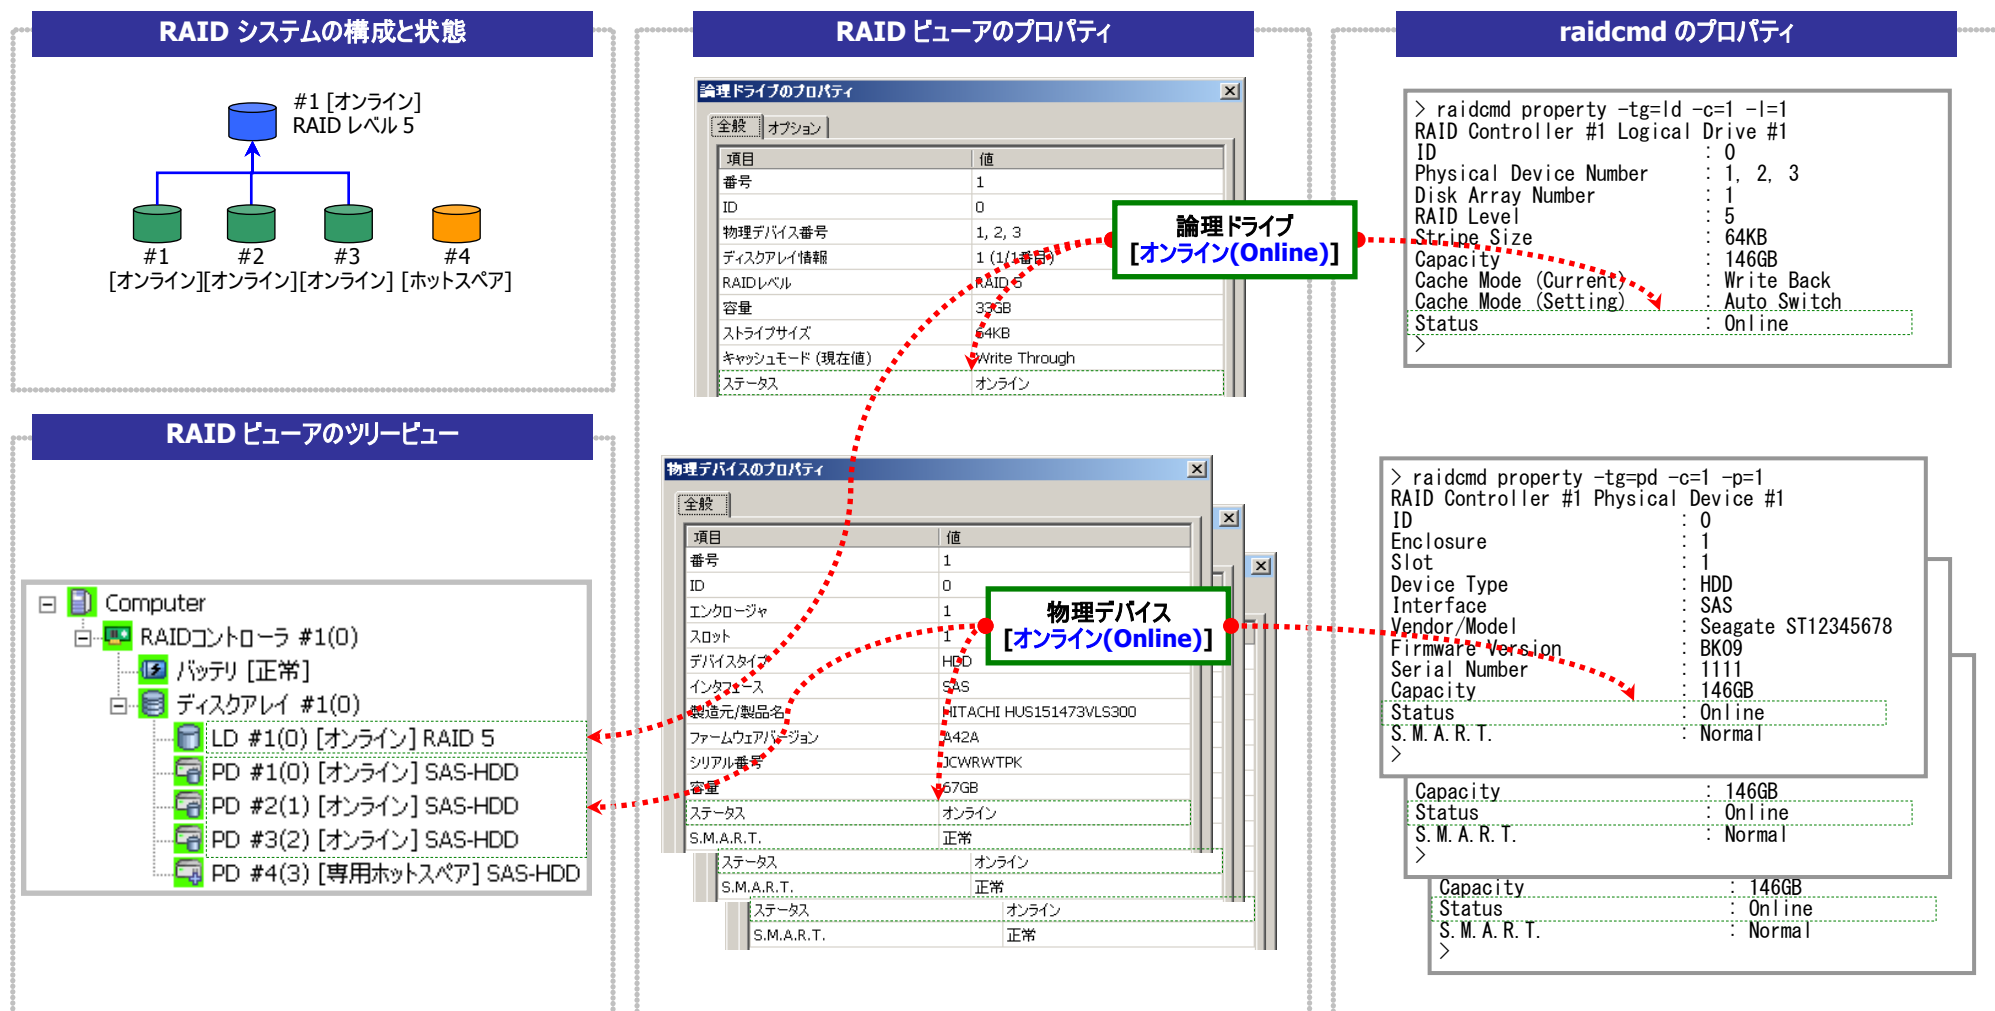 RAID システムの構成と状態
#1 [オンライン]
RAID レベル 5
#1 #2 #3 #4
[オンライン][オンライン][オンライン] [ホットスペア]
RAID ビューアのツリービュー
Computer
RAIDコントローラ #1(0)
バッテリ [正常]
ディスクアレイ #1(0)
LD #1(0) [オンライン] RAID 5
PD #1(0) [オンライン] SAS-HDD
PD #2(1) [オンライン] SAS-HDD
PD #3(2) [オンライン] SAS-HDD
PD #4(3) [専用ホットスペア] SAS-HDD
RAID ビューアのプロパティ
論理ドライブのプロパティ
全般 オプション
項目 値
番号 1
ID 0
物理デバイス番号 1, 2, 3
ディスクアレイ情報 1 (1/1番目)
RAIDレベル RAID 5
容量 33GB
ストライプサイズ 64KB
キャッシュモード (現在値) Write Through
ステータス オンライン
論理ドライブ
[オンライン(Online)]
物理デバイスのプロパティ
全般
項目 値
番号 1
ID 0
エンクロージャ 1
スロット 1
デバイスタイプ HDD
インタフェース SAS
製造元/製品名 HITACHI HUS151473VLS300
ファームウェアバージョン A42A
シリアル番号 JCWRWTPK
容量 67GB
ステータス オンライン
S.M.A.R.T. 正常
ステータス オンライン
S.M.A.R.T. 正常
ステータス オンライン
S.M.A.R.T. 正常
物理デバイス
[オンライン(Online)]
raidcmd のプロパティ
> raidcmd property -tg=ld -c=1 -l=1
RAID Controller #1 Logical Drive #1
ID : 0
Physical Device Number : 1, 2, 3
Disk Array Number : 1
RAID Level : 5
Stripe Size : 64KB
Capacity : 146GB
Cache Mode (Current) : Write Back
Cache Mode (Setting) : Auto Switch
Status : Online
>
> raidcmd property -tg=pd -c=1 -p=1
RAID Controller #1 Physical Device #1
ID : 0
Enclosure : 1
Slot : 1
Device Type : HDD
Interface : SAS
Vendor/Model : Seagate ST12345678
Firmware Version : BK09
Serial Number : 1111
Capacity : 146GB
Status : Online
S.M.A.R.T. : Normal
>
Capacity : 146GB
Status : Online
S.M.A.R.T. : Normal
>
Capacity : 146GB
Status : Online
S.M.A.R.T. : Normal
>